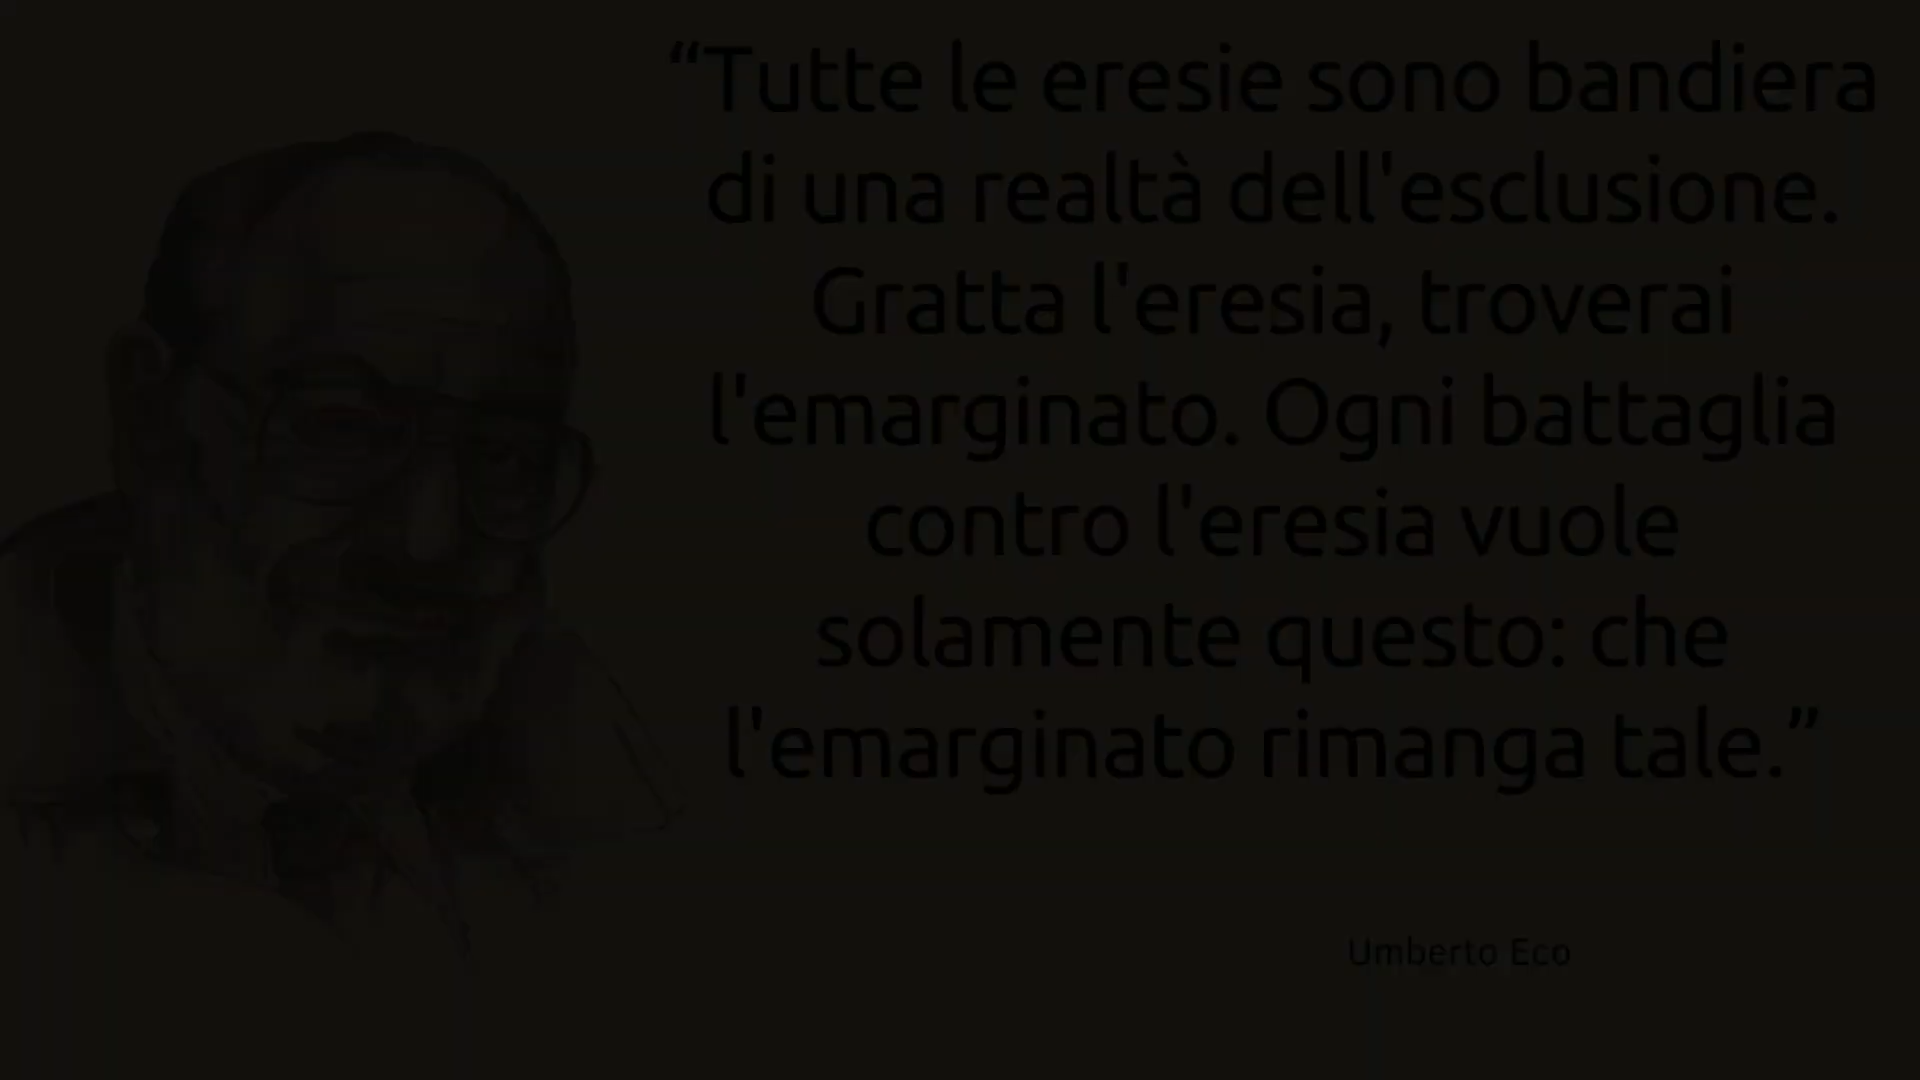 “Tutte le eresie sono bandiera
di una realtà dell'esclusione.
Gratta l'eresia, troverai
l'emarginato. Ogni battaglia
contro l'eresia vuole
solamente questo: che
l'emarginato rimanga tale.”
Umberto Eco